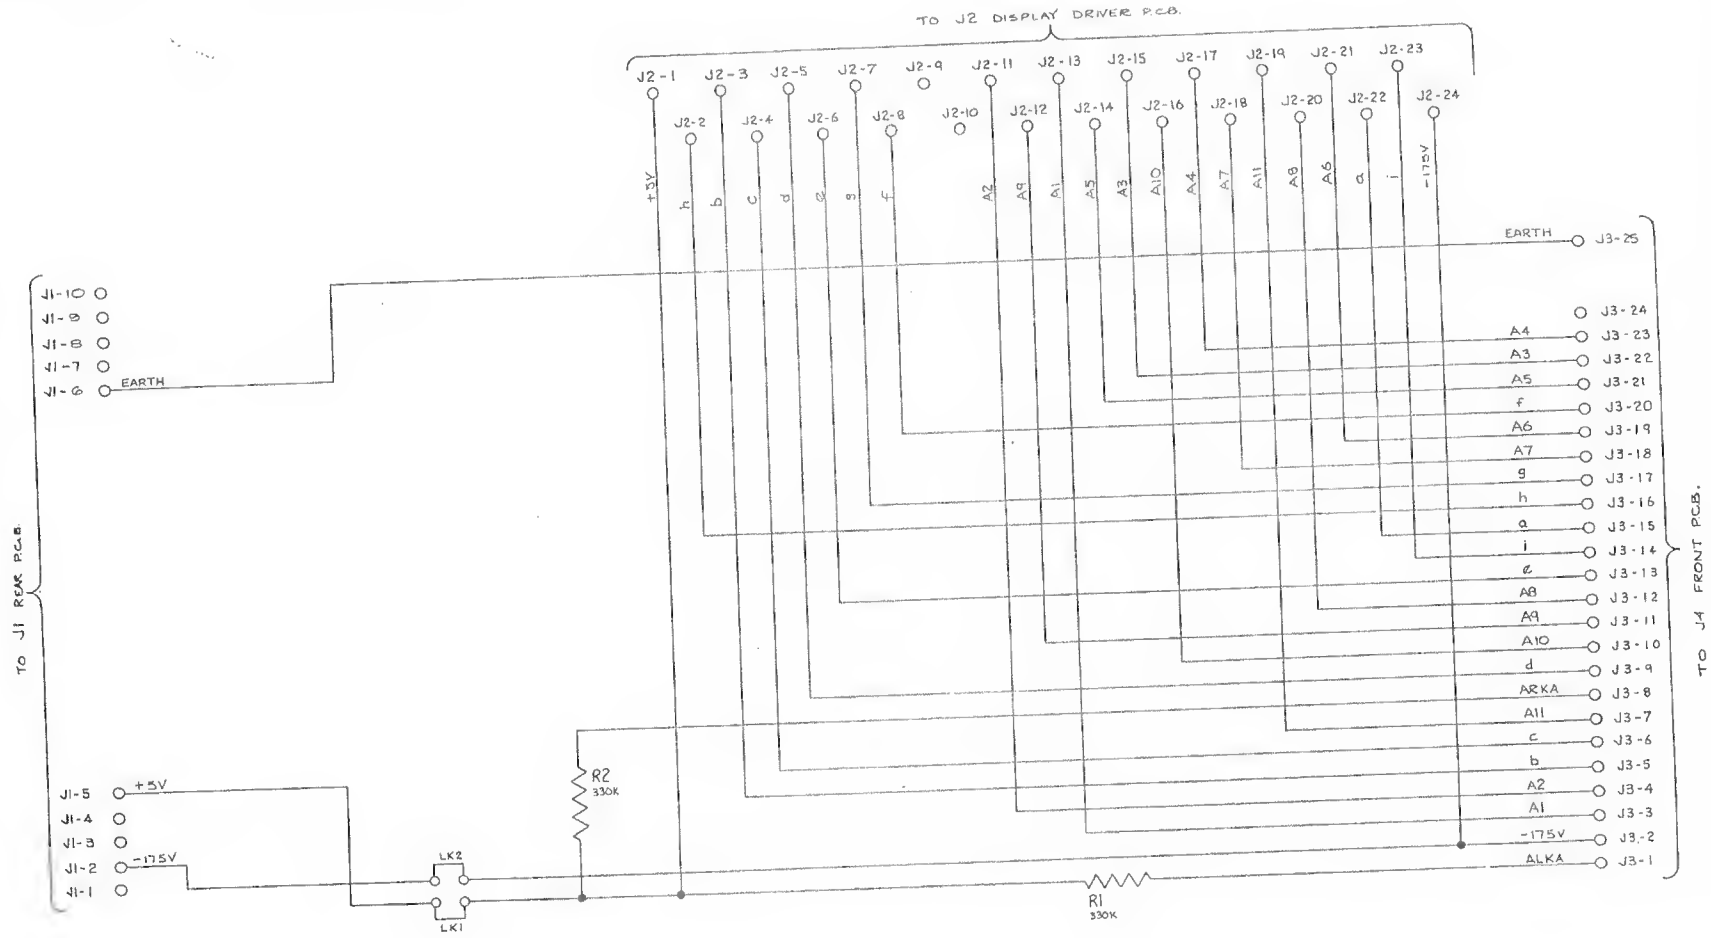 TO J2 DISPLAY DRIVER P.C.B.
J2-1 J2-3 J2-5 J2-7 J2-9 J2-11 J2-13 J2-15 J2-17 J2-19 J2-21 J2-23
J2-2 J2-4 J2-6 J2-8 J2-10 J2-12 J2-14 J2-16 J2-18 J2-20 J2-22 J2-24
+5V h b c d e g f A2 A9 A1 A5 A3 A10 A4 A7 A11 A8 A6 a i -175V
EARTH J3-25
J1-10
J1-9
J1-8
J1-7
J1-6 EARTH
J3-24
A4 J3-23
A3 J3-22
A5 J3-21
f J3-20
A6 J3-19
A7 J3-18
g J3-17
h J3-16
a J3-15
i J3-14
e J3-13
A8 J3-12
A9 J3-11
A10 J3-10
d J3-9
ARKA J3-8
A11 J3-7
c J3-6
b J3-5
A2 J3-4
A1 J3-3
-175V J3-2
ALKA J3-1
TO J1 REAR P.C.B.
TO J4 FRONT P.C.B.
R2
330K
J1-5 +5V
J1-4
J1-3
J1-2 -175V
J1-1
LK2
LK1
R1
330K